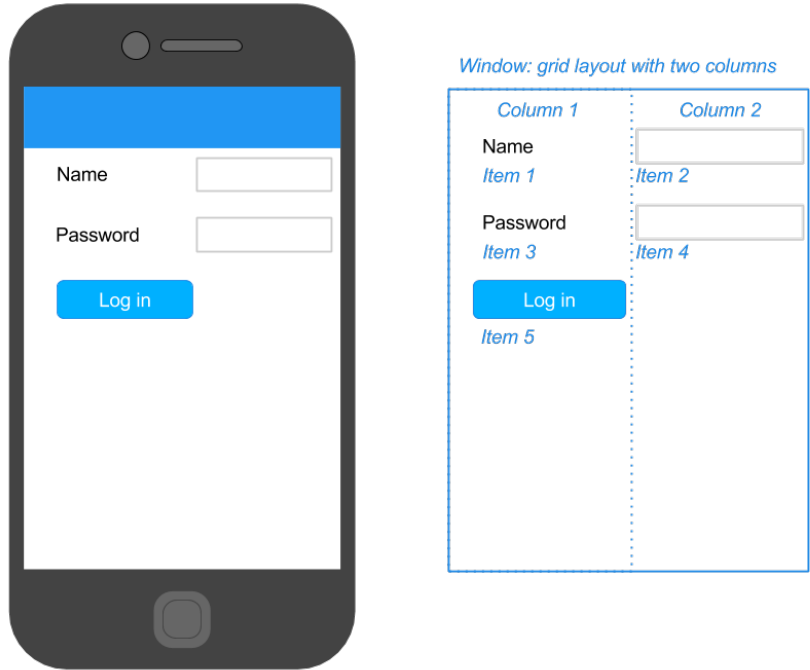 Name
Password
Log in
Window: grid layout with two columns
Column 1 Column 2
Name
Item 1 Item 2
Password
Item 3 Item 4
Log in
Item 5